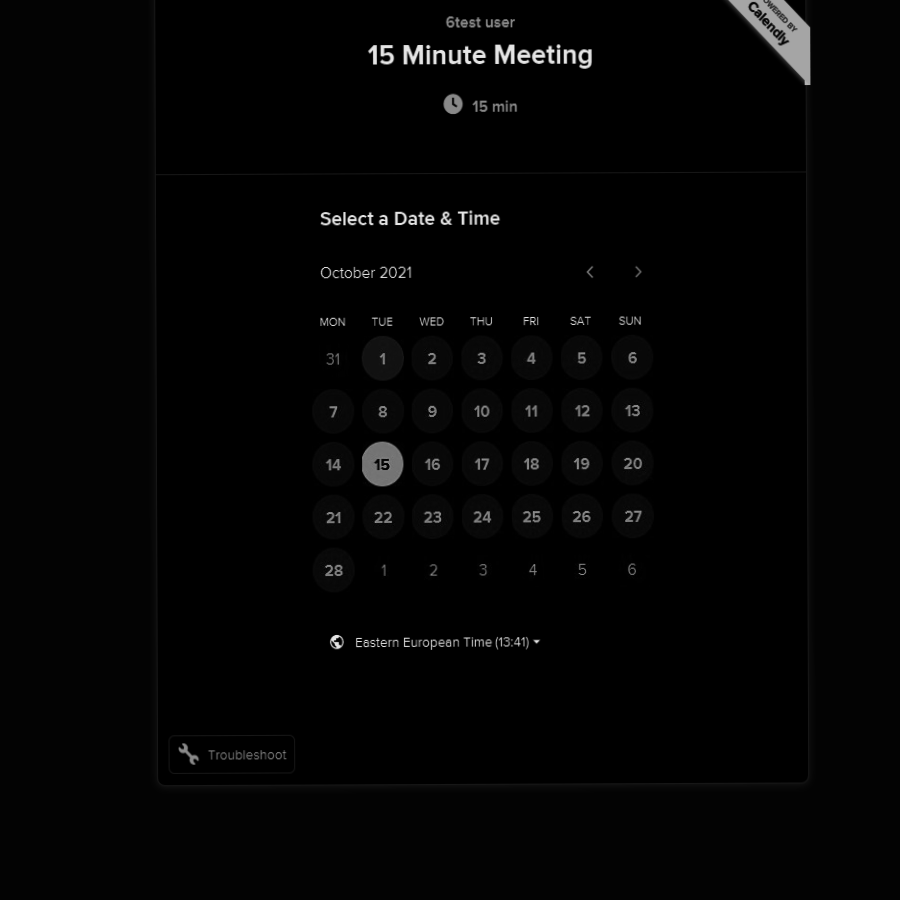 6test user
POWERED BY
Calendly
15 Minute Meeting
15 min
Select a Date & Time
October 2021
MON TUE WED THU FRI SAT SUN
31 1 2 3 4 5 6
7 8 9 10 11 12 13
14 15 16 17 18 19 20
21 22 23 24 25 26 27
28 1 2 3 4 5 6
Eastern European Time (13:41)
Troubleshoot